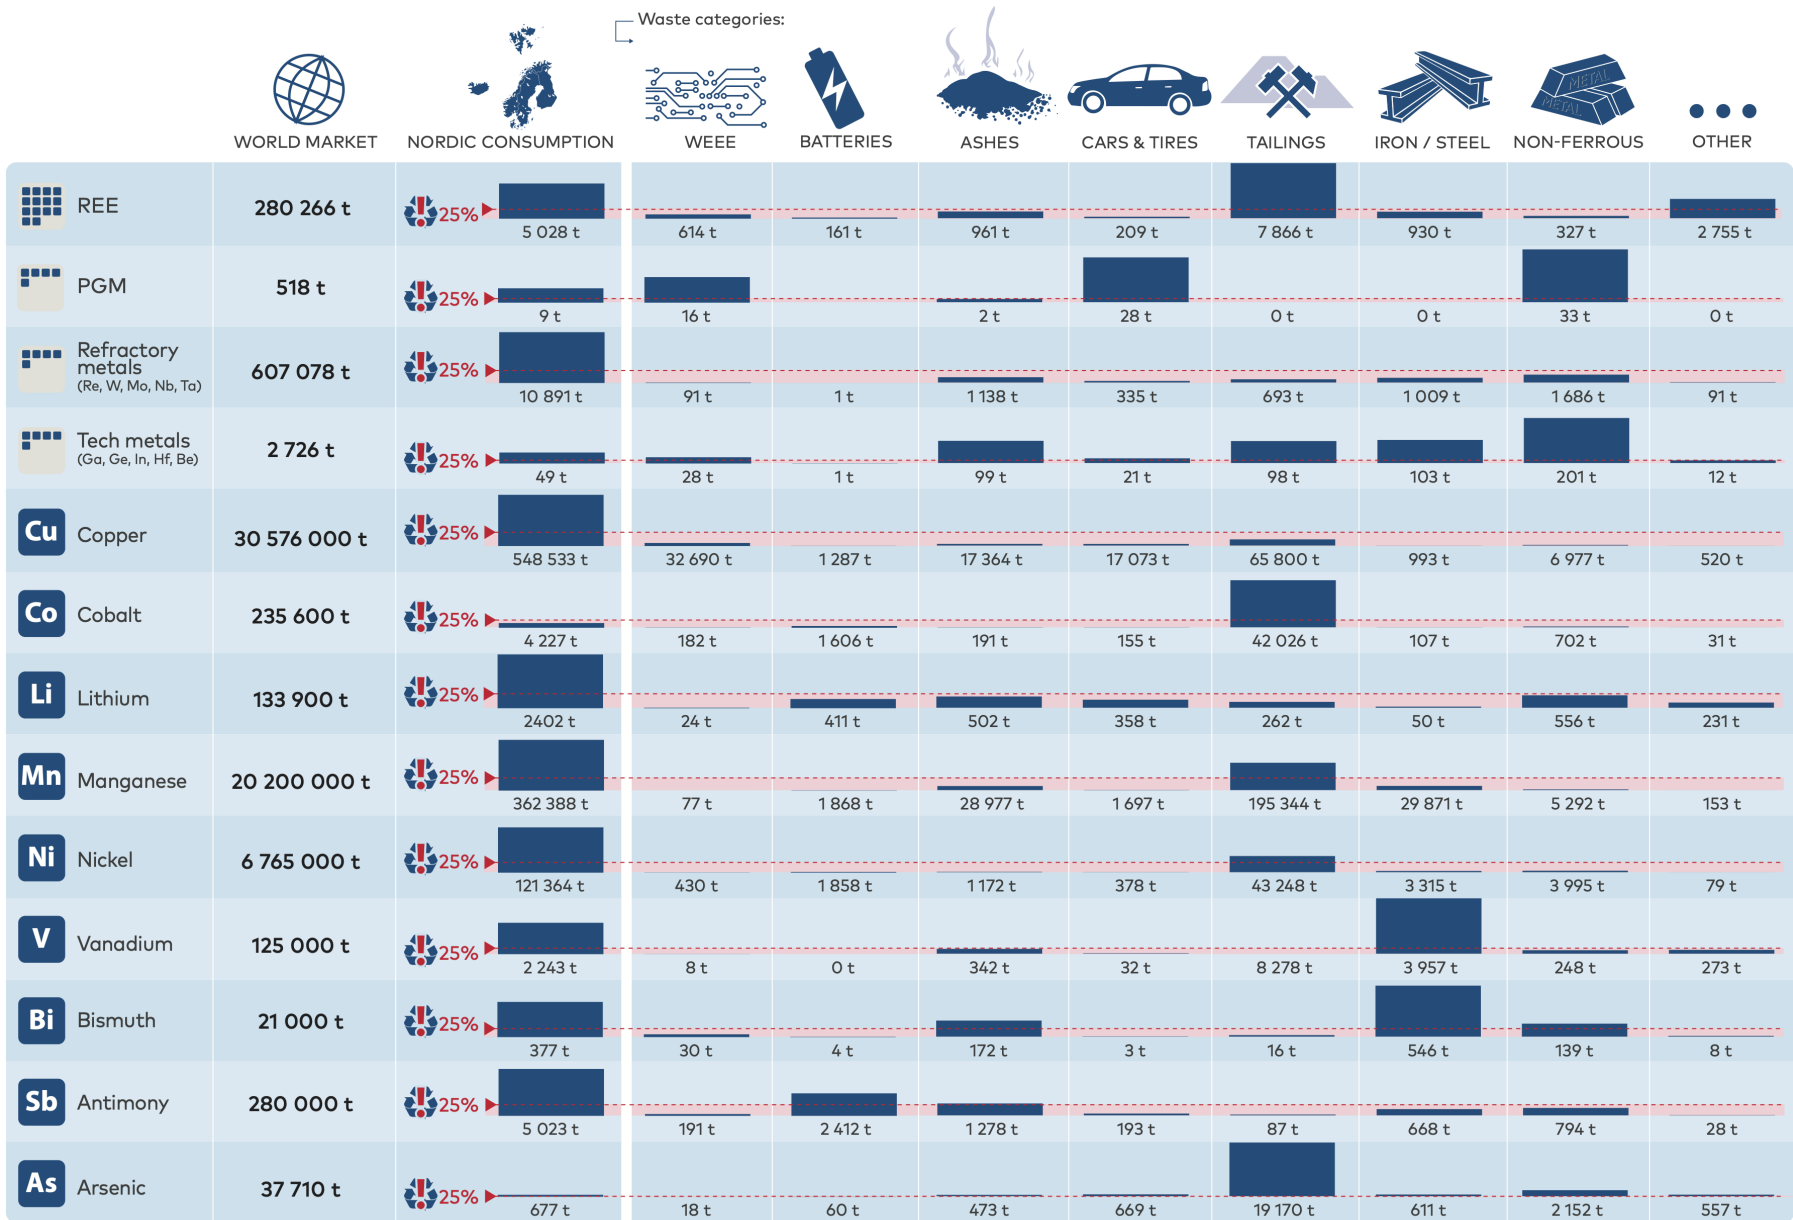 Waste categories:
WORLD MARKET NORDIC CONSUMPTION WEEE BATTERIES ASHES CARS & TIRES TAILINGS IRON / STEEL NON-FERROUS OTHER
METAL
METAL
REE 280 266 t 25% 5 028 t 614 t 161 t 961 t 209 t 7 866 t 930 t 327 t 2 755 t
PGM 518 t 25% 9 t 16 t 2 t 28 t 0 t 0 t 33 t 0 t
Refractory
metals
(Re, W, Mo, Nb, Ta) 607 078 t 25% 10 891 t 91 t 1 t 1 138 t 335 t 693 t 1 009 t 1 686 t 91 t
Tech metals
(Ga, Ge, In, Hf, Be) 2 726 t 25% 49 t 28 t 1 t 99 t 21 t 98 t 103 t 201 t 12 t
Cu Copper 30 576 000 t 25% 548 533 t 32 690 t 1 287 t 17 364 t 17 073 t 65 800 t 993 t 6 977 t 520 t
Co Cobalt 235 600 t 25% 4 227 t 182 t 1 606 t 191 t 155 t 42 026 t 107 t 702 t 31 t
Li Lithium 133 900 t 25% 2402 t 24 t 411 t 502 t 358 t 262 t 50 t 556 t 231 t
Mn Manganese 20 200 000 t 25% 362 388 t 77 t 1 868 t 28 977 t 1 697 t 195 344 t 29 871 t 5 292 t 153 t
Ni Nickel 6 765 000 t 25% 121 364 t 430 t 1 858 t 1 172 t 378 t 43 248 t 3 315 t 3 995 t 79 t
V Vanadium 125 000 t 25% 2 243 t 8 t 0 t 342 t 32 t 8 278 t 3 957 t 248 t 273 t
Bi Bismuth 21 000 t 25% 377 t 30 t 4 t 172 t 3 t 16 t 546 t 139 t 8 t
Sb Antimony 280 000 t 25% 5 023 t 191 t 2 412 t 1 278 t 193 t 87 t 668 t 794 t 28 t
As Arsenic 37 710 t 25% 677 t 18 t 60 t 473 t 669 t 19 170 t 611 t 2 152 t 557 t